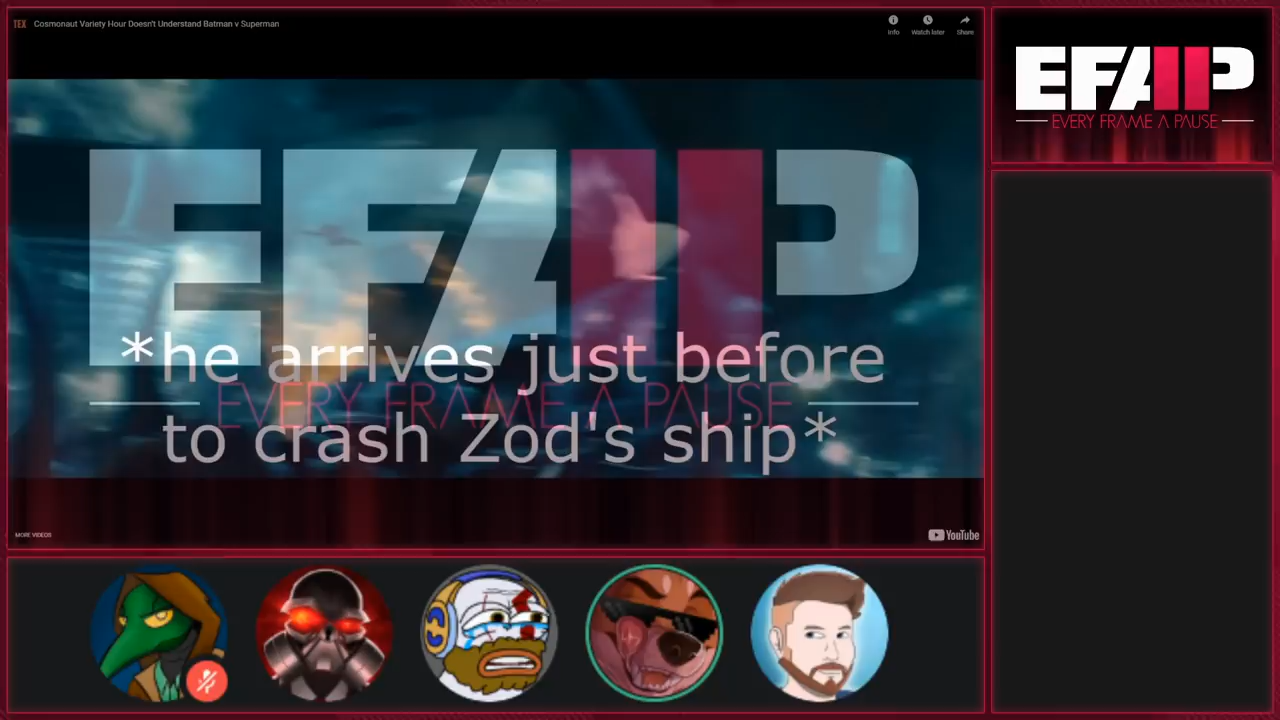 TEX
Cosmonaut Variety Hour Doesn't Understand Batman v Superman
Info
Watch later
Share
EFAP
EVERY FRAME A PAUSE
EFAP
*he arrives just before
EVERY FRAME A PAUSE
to crash Zod's ship*
MORE VIDEOS
YouTube